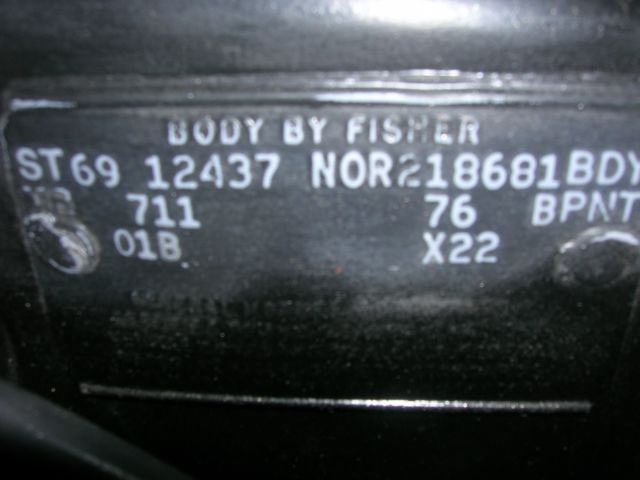 BODY BY FISHER
ST69 12437 NOR218681BDY
711 76 BPNT
01B X22